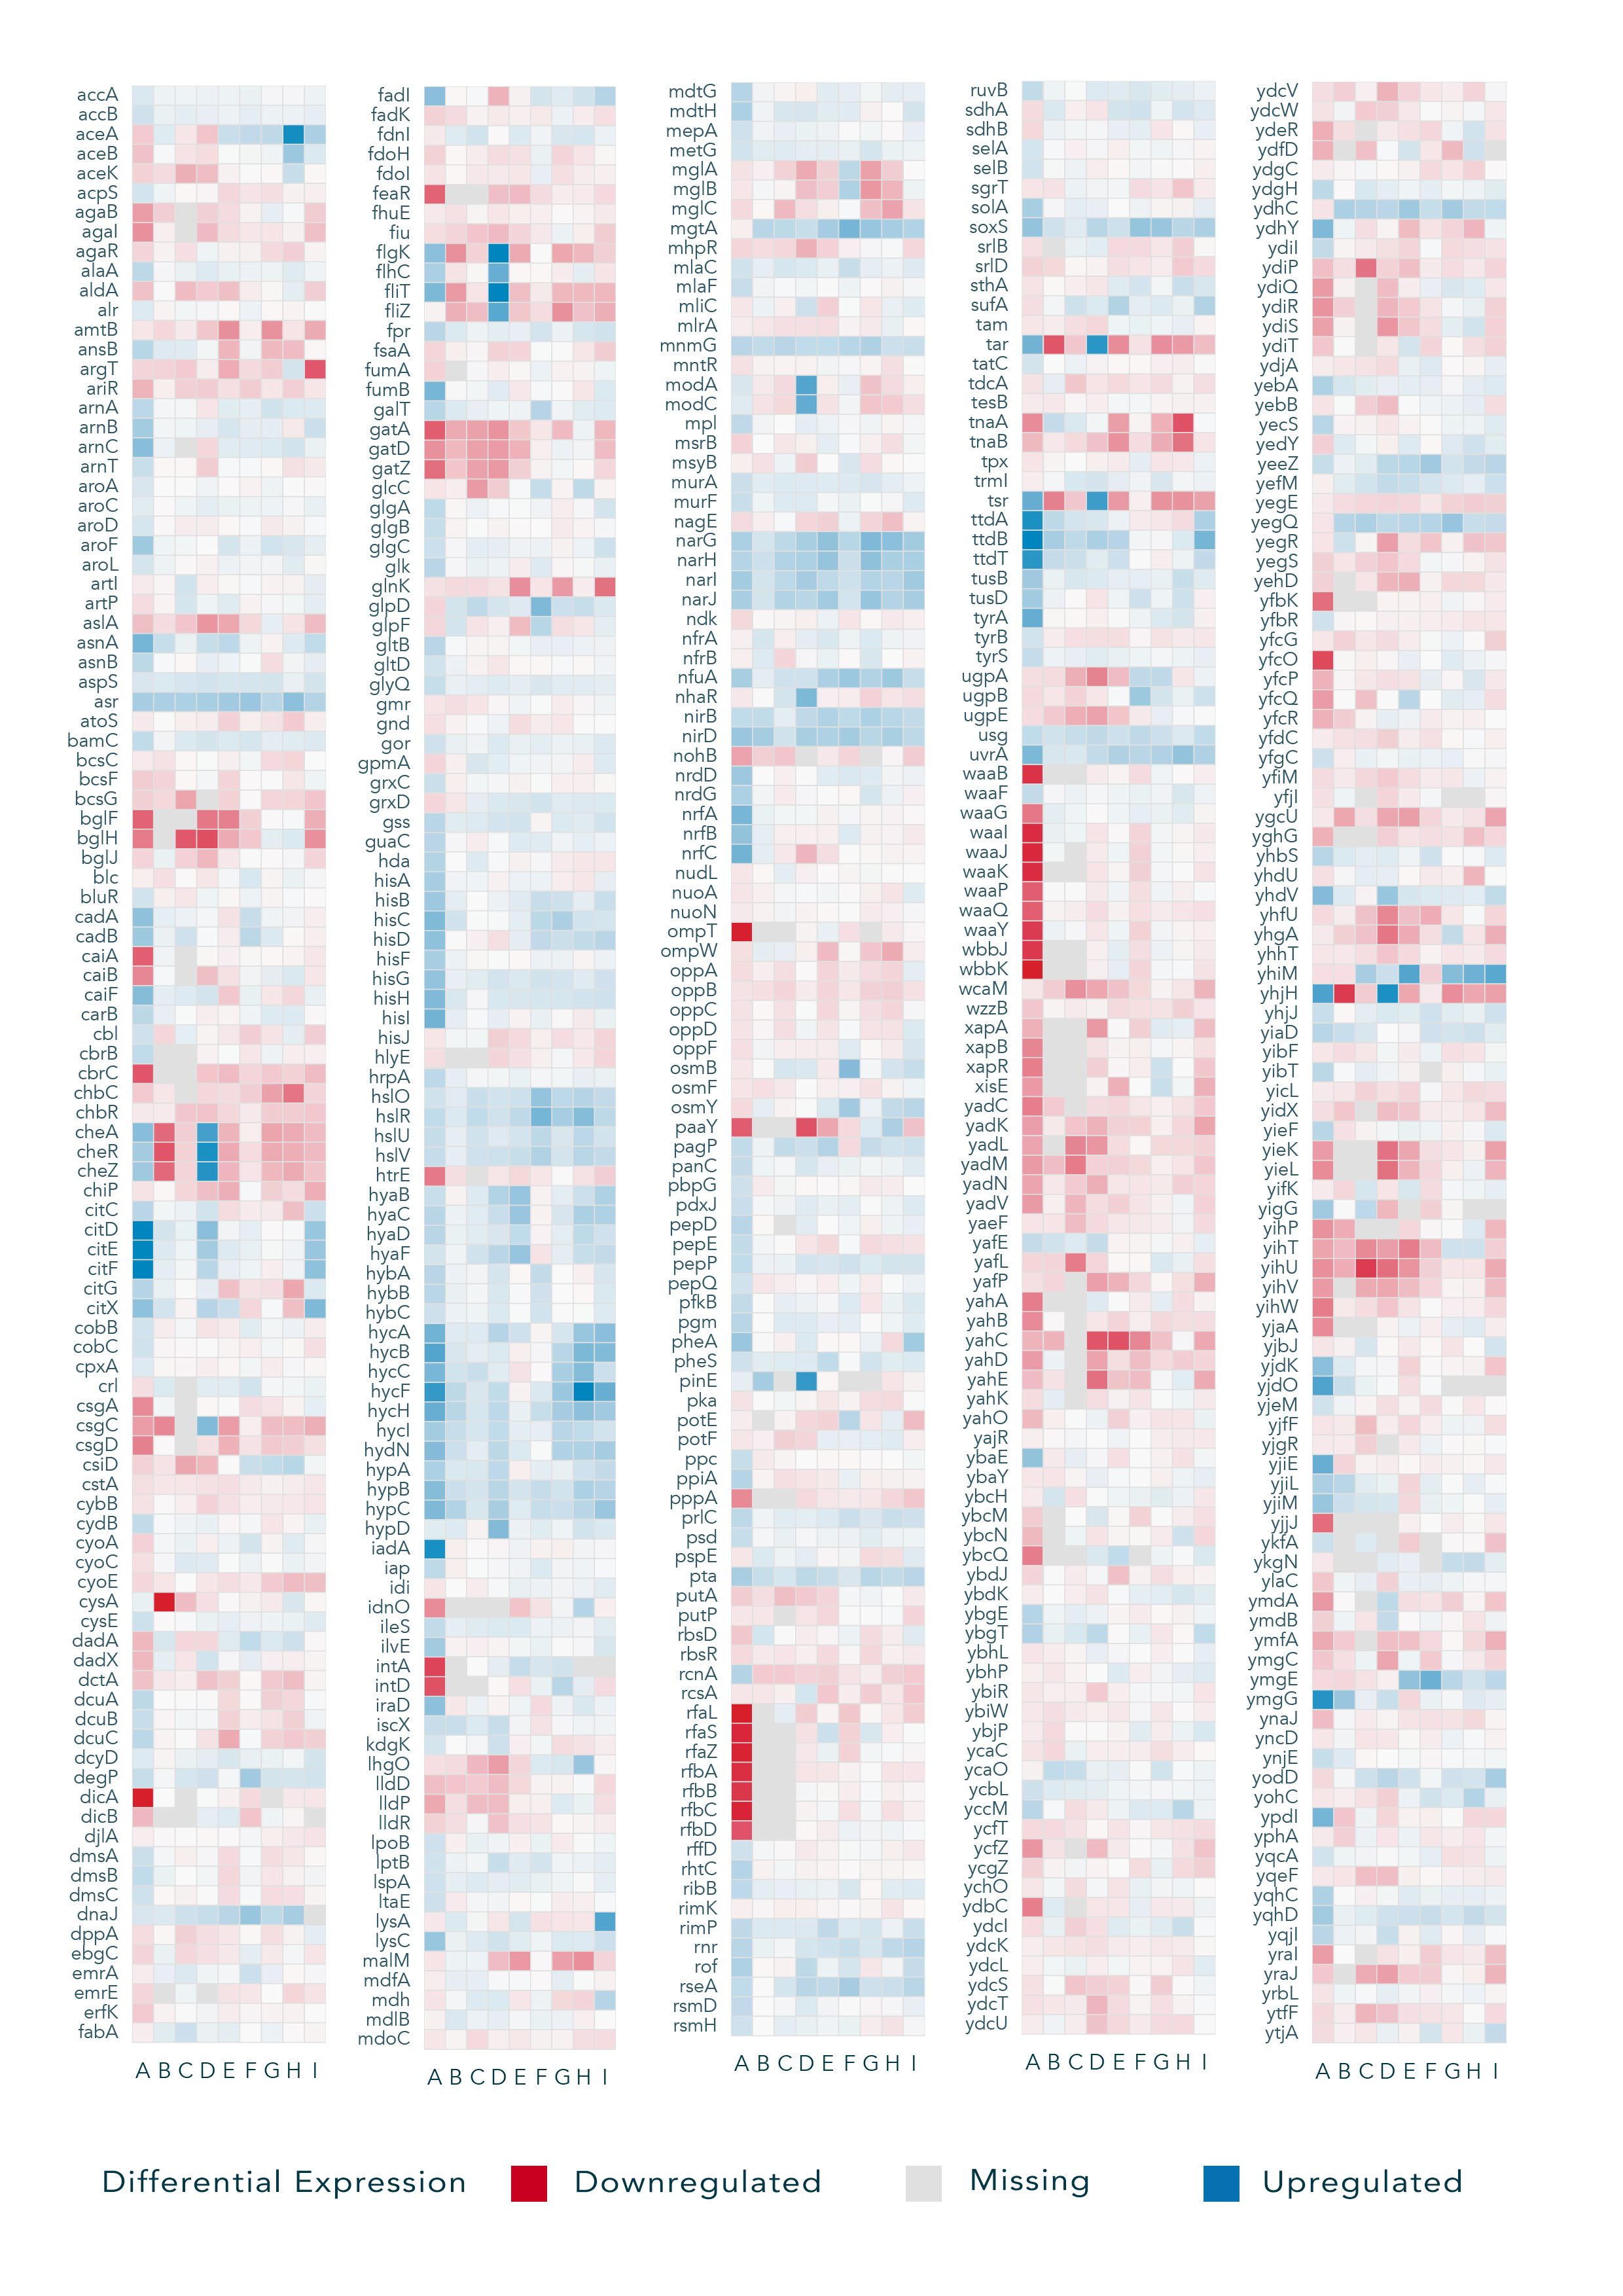 accA
accB
aceA
aceB
aceK
acpS
agaB
agaI
agaR
alaA
aldA
alr
amtB
ansB
argT
ariR
arnA
arnB
arnC
arnT
aroA
aroC
aroD
aroF
aroL
artI
artP
aslA
asnA
asnB
aspS
asr
atoS
bamC
bcsC
bcsF
bcsG
bglF
bglH
bglJ
blc
bluR
cadA
cadB
caiA
caiB
caiF
carB
cbl
cbrB
cbrC
chbC
chbR
cheA
cheR
cheZ
chiP
citC
citD
citE
citF
citG
citX
cobB
cobC
cpxA
crl
csgA
csgC
csgD
csiD
cstA
cybB
cydB
cyoA
cyoC
cyoE
cysA
cysE
dadA
dadX
dctA
dcuA
dcuB
dcuC
dcyD
degP
dicA
dicB
djlA
dmsA
dmsB
dmsC
dnaJ
dppA
ebgC
emrA
emrE
erfK
fabA
A B C D E F G H I
fadI
fadK
fdnI
fdoH
fdoI
feaR
fhuE
fiu
flgK
flhC
fliT
fliZ
fpr
fsaA
fumA
fumB
galT
gatA
gatD
gatZ
glcC
glgA
glgB
glgC
glk
glnK
glpD
glpF
gltB
gltD
glyQ
gmr
gnd
gor
gpmA
grxC
grxD
gss
guaC
hda
hisA
hisB
hisC
hisD
hisF
hisG
hisH
hisI
hisJ
hlyE
hrpA
hslO
hslR
hslU
hslV
htrE
hyaB
hyaC
hyaD
hyaF
hybA
hybB
hybC
hycA
hycB
hycC
hycF
hycH
hycI
hydN
hypA
hypB
hypC
hypD
iadA
iap
idi
idnO
ileS
ilvE
intA
intD
iraD
iscX
kdgK
lhgO
lldD
lldP
lldR
lpoB
lptB
lspA
ltaE
lysA
lysC
malM
mdfA
mdh
mdlB
mdoC
A B C D E F G H I
mdtG
mdtH
mepA
metG
mglA
mglB
mglC
mgtA
mhpR
mlaC
mlaF
mliC
mlrA
mnmG
mntR
modA
modC
mpl
msrB
msyB
murA
murF
nagE
narG
narH
narI
narJ
ndk
nfrA
nfrB
nfuA
nhaR
nirB
nirD
nohB
nrdD
nrdG
nrfA
nrfB
nrfC
nudL
nuoA
nuoN
ompT
ompW
oppA
oppB
oppC
oppD
oppF
osmB
osmF
osmY
paaY
pagP
panC
pbpG
pdxJ
pepD
pepE
pepP
pepQ
pfkB
pgm
pheA
pheS
pinE
pka
potE
potF
ppc
ppiA
pppA
prlC
psd
pspE
pta
putA
putP
rbsD
rbsR
rcnA
rcsA
rfaL
rfaS
rfaZ
rfbA
rfbB
rfbC
rfbD
rffD
rhtC
ribB
rimK
rimP
rnr
rof
rseA
rsmD
rsmH
A B C D E F G H I
ruvB
sdhA
sdhB
selA
selB
sgrT
solA
soxS
srlB
srlD
sthA
sufA
tam
tar
tatC
tdcA
tesB
tnaA
tnaB
tpx
trmI
tsr
ttdA
ttdB
ttdT
tusB
tusD
tyrA
tyrB
tyrS
ugpA
ugpB
ugpE
usg
uvrA
waaB
waaF
waaG
waaI
waaJ
waaK
waaP
waaQ
waaY
wbbJ
wbbK
wcaM
wzzB
xapA
xapB
xapR
xisE
yadC
yadK
yadL
yadM
yadN
yadV
yaeF
yafE
yafL
yafP
yahA
yahB
yahC
yahD
yahE
yahK
yahO
yajR
ybaE
ybaY
ybcH
ybcM
ybcN
ybcQ
ybdJ
ybdK
ybgE
ybgT
ybhL
ybhP
ybiR
ybiW
ybjP
ycaC
ycaO
ycbL
yccM
ycfT
ycfZ
ycgZ
ychO
ydbC
ydcI
ydcK
ydcL
ydcS
ydcT
ydcU
A B C D E F G H I
ydcV
ydcW
ydeR
ydfD
ydgC
ydgH
ydhC
ydhY
ydiI
ydiP
ydiQ
ydiR
ydiS
ydiT
ydjA
yebA
yebB
yecS
yedY
yeeZ
yefM
yegE
yegQ
yegR
yegS
yehD
yfbK
yfbR
yfcG
yfcO
yfcP
yfcQ
yfcR
yfdC
yfgC
yfiM
yfjI
ygcU
yghG
yhbS
yhdU
yhdV
yhfU
yhgA
yhhT
yhiM
yhjH
yhjJ
yiaD
yibF
yibT
yicL
yidX
yieF
yieK
yieL
yifK
yigG
yihP
yihT
yihU
yihV
yihW
yjaA
yjbJ
yjdK
yjdO
yjeM
yjfF
yjgR
yjiE
yjiL
yjiM
yjjJ
ykfA
ykgN
ylaC
ymdA
ymdB
ymfA
ymgC
ymgE
ymgG
ynaJ
yncD
ynjE
yodD
yohC
ypdI
yphA
yqcA
yqeF
yqhC
yqhD
yqjI
yraI
yraJ
yrbL
ytfF
ytjA
A B C D E F G H I
Differential Expression Downregulated Missing Upregulated